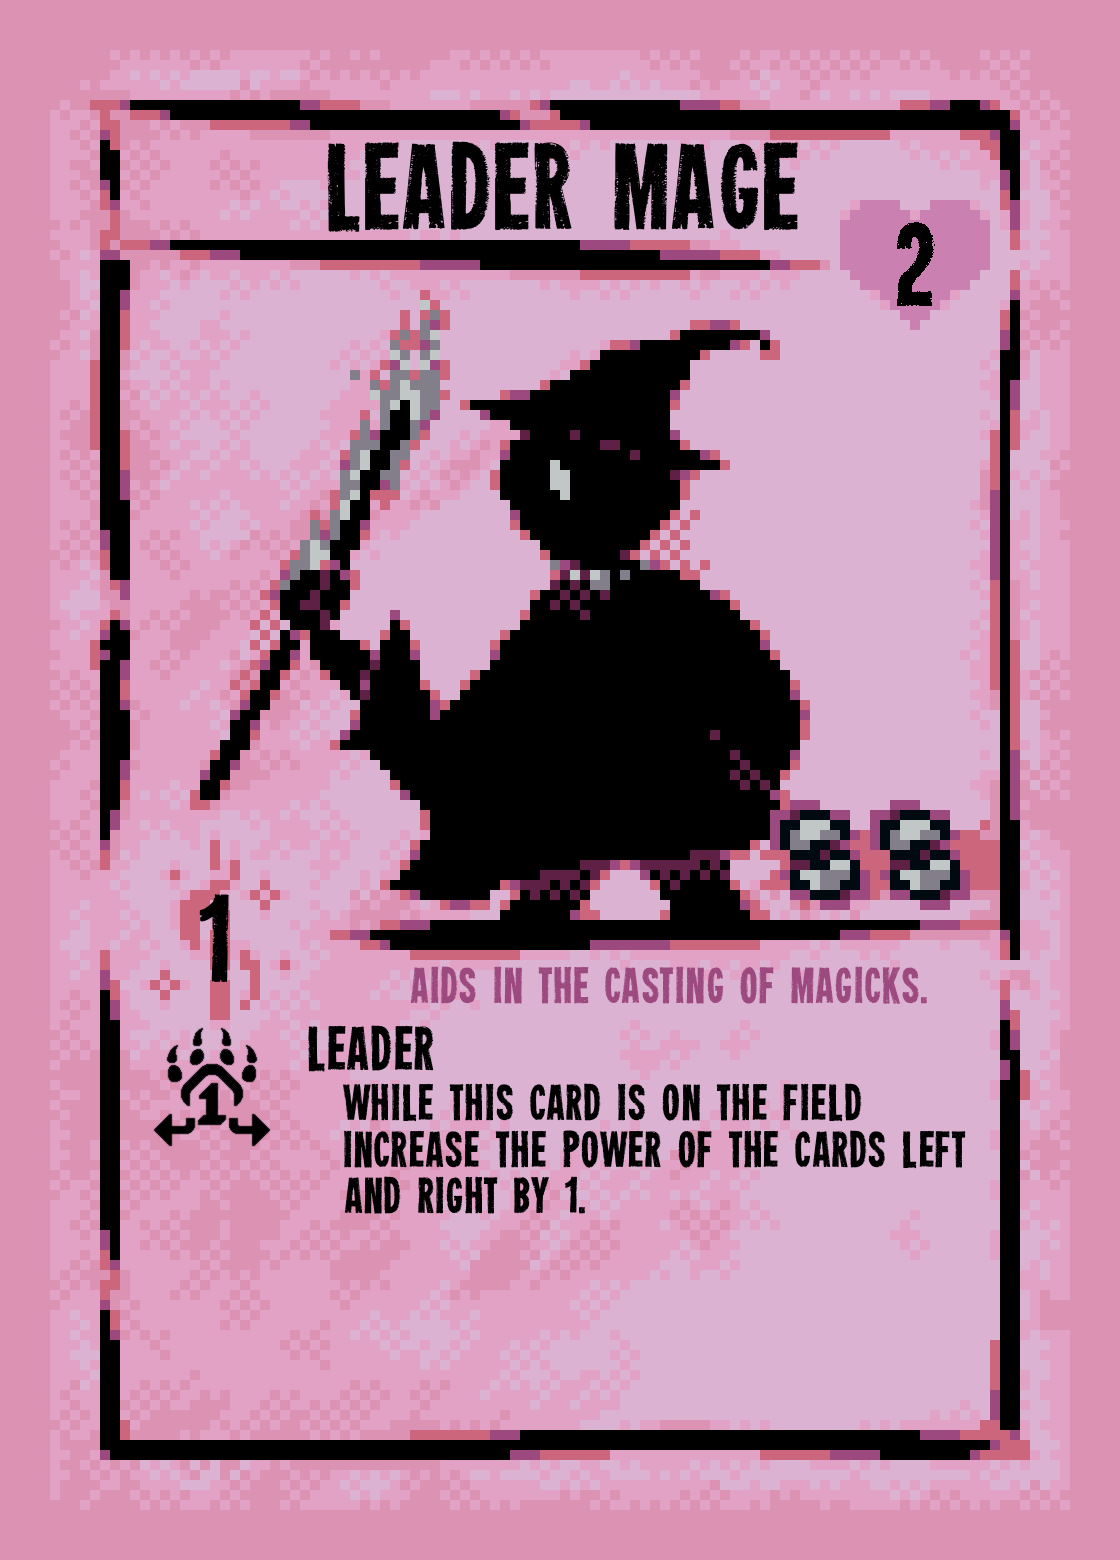 LEADER MAGE
2
1
AIDS IN THE CASTING OF MAGICKS.
1
LEADER
WHILE THIS CARD IS ON THE FIELD
INCREASE THE POWER OF THE CARDS LEFT
AND RIGHT BY 1.